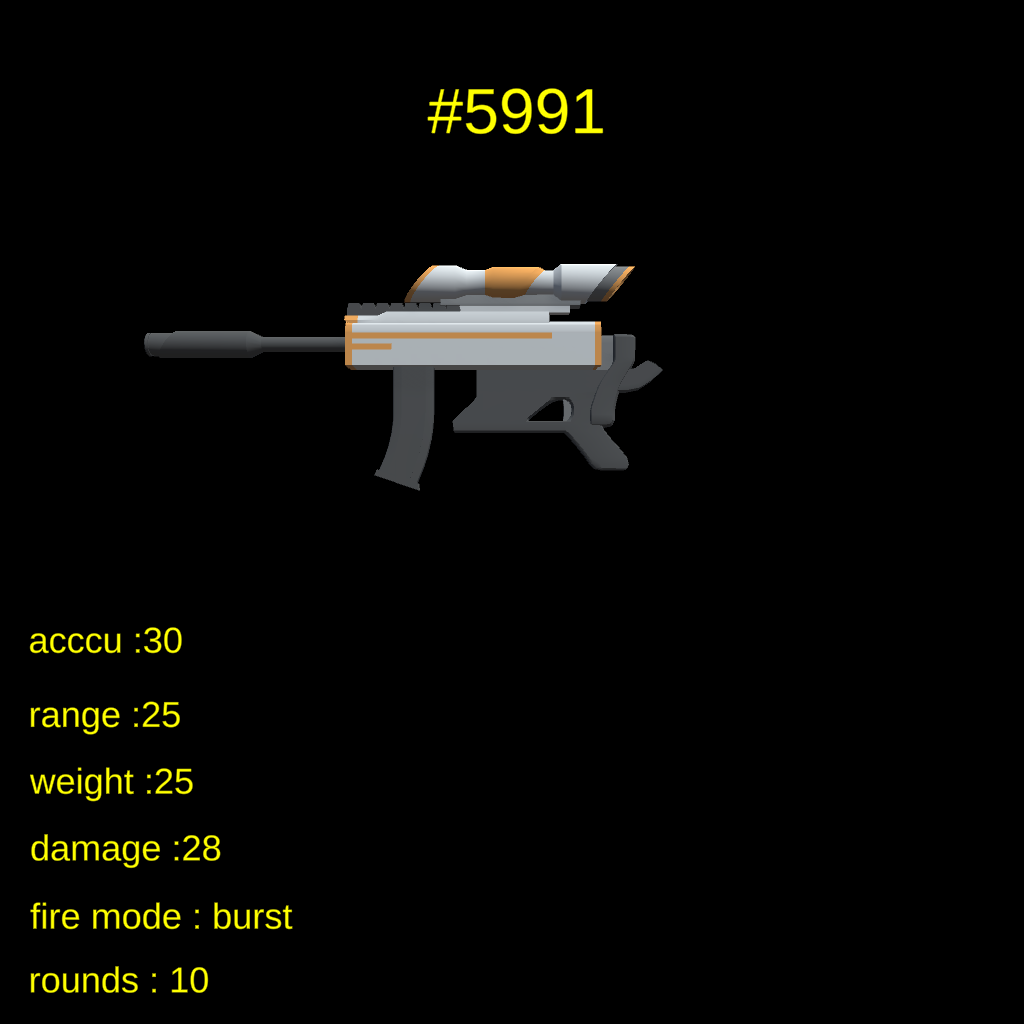 #5991
acccu :30
range :25
weight :25
damage :28
fire mode : burst
rounds : 10